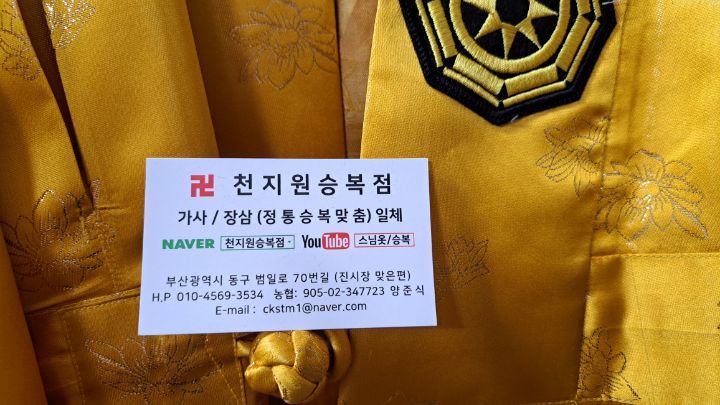 卍 천지원승복점
가사 / 장삼 (정통승복맞춤) 일체
NAVER 천지원승복점 YouTube 스님옷/승복
부산광역시 동구 범일로 70번길 (진시장 맞은편)
H.P 010-4569-3534 농협: 905-02-347723 양준식
E-mail : ckstm1@naver.com